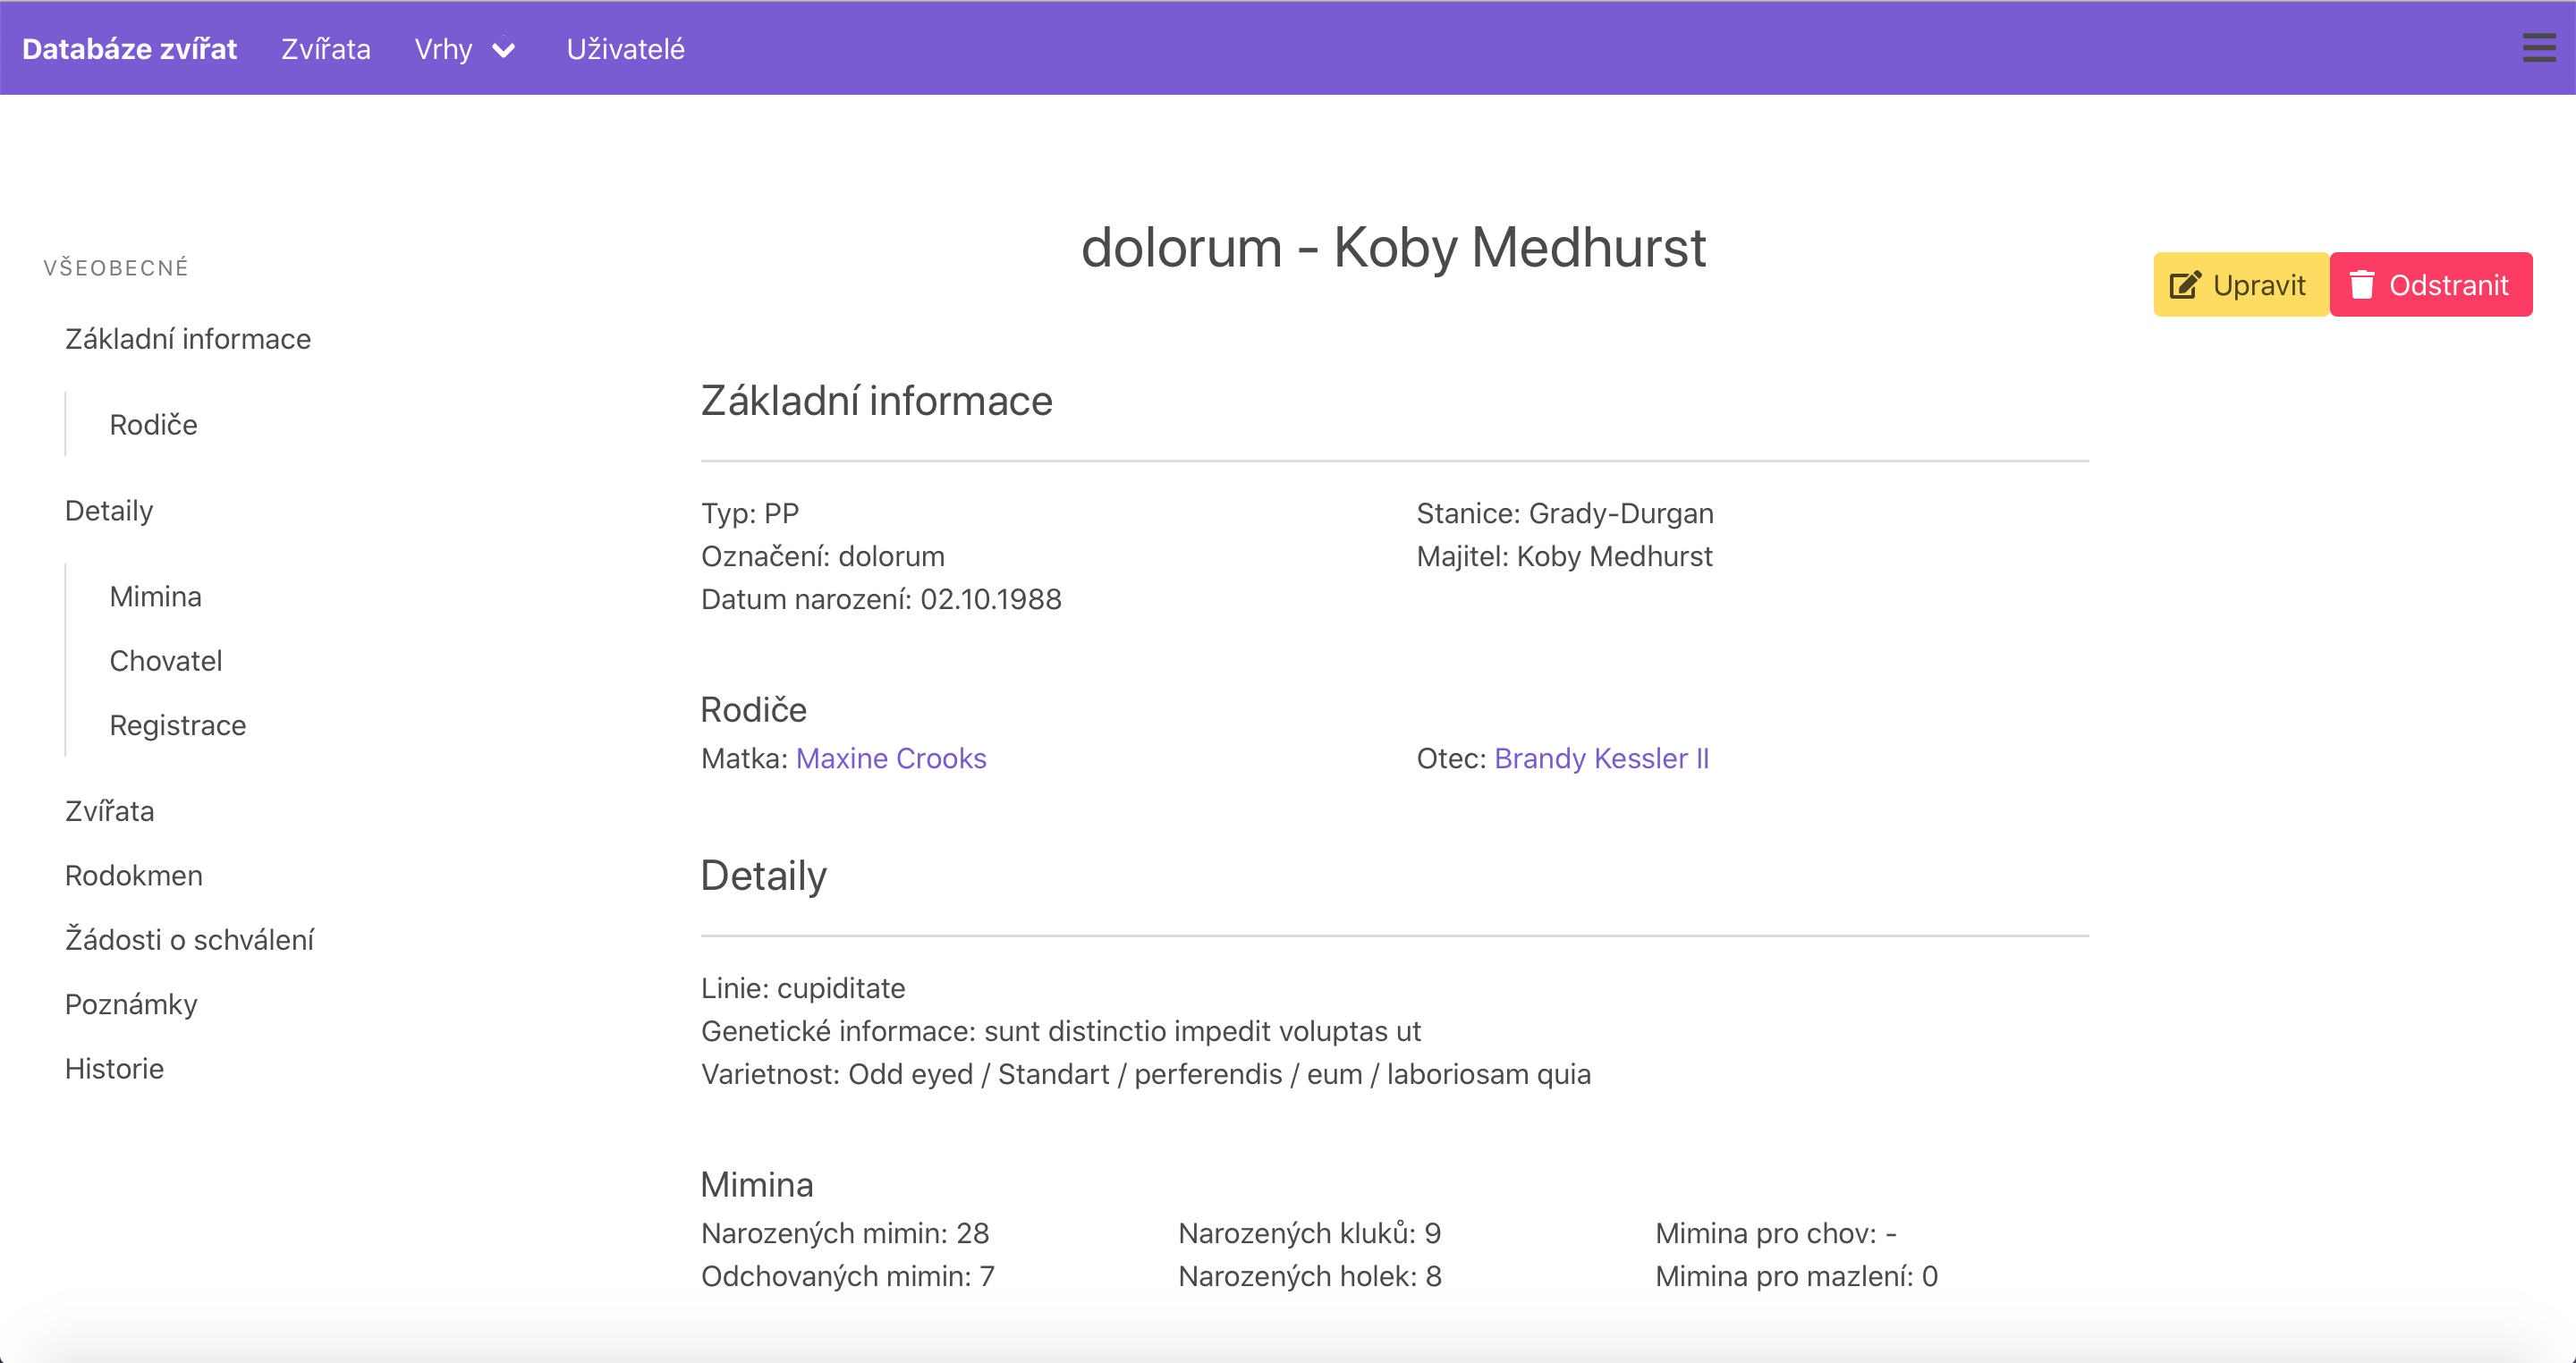 Databáze zvířat Zvířata Vrhy Uživatelé
VŠEOBECNÉ
Základní informace
Rodiče
Detaily
Mimina
Chovatel
Registrace
Zvířata
Rodokmen
Žádosti o schválení
Poznámky
Historie
dolorum - Koby Medhurst
Upravit Odstranit
Základní informace
Typ: PP
Označení: dolorum
Datum narození: 02.10.1988
Stanice: Grady-Durgan
Majitel: Koby Medhurst
Rodiče
Matka: Maxine Crooks
Otec: Brandy Kessler II
Detaily
Linie: cupiditate
Genetické informace: sunt distinctio impedit voluptas ut
Varietnost: Odd eyed / Standart / perferendis / eum / laboriosam quia
Mimina
Narozených mimin: 28
Odchovaných mimin: 7
Narozených kluků: 9
Narozených holek: 8
Mimina pro chov: -
Mimina pro mazlení: 0